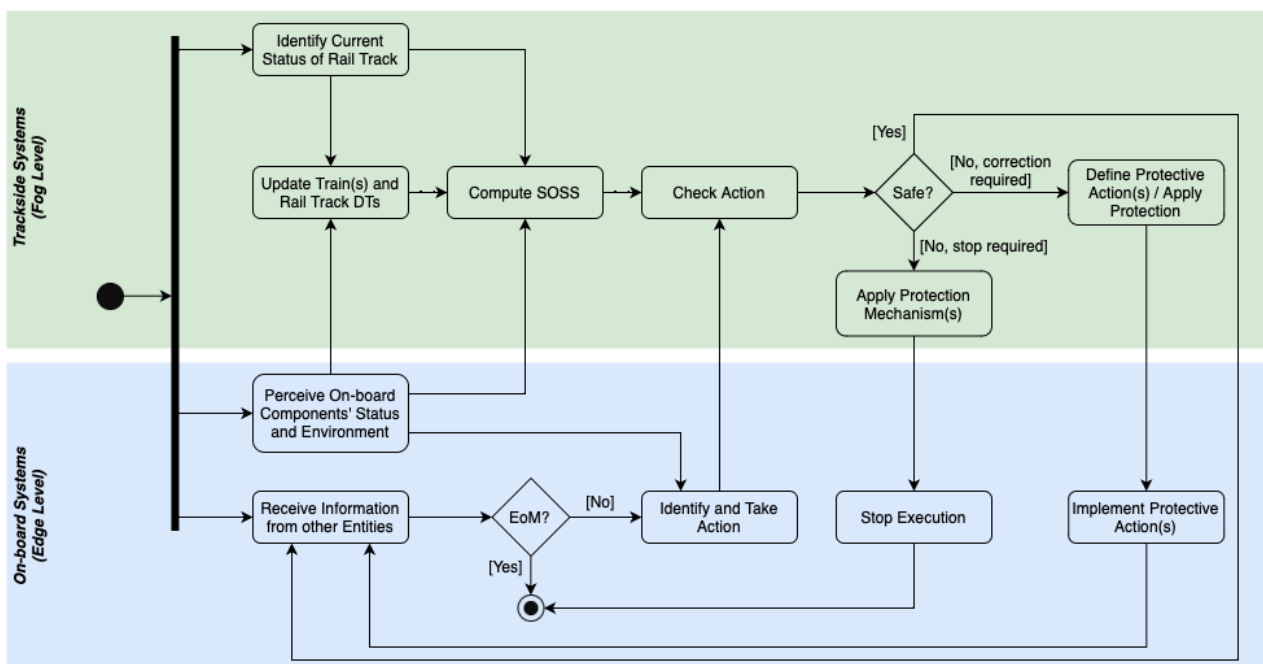 Trackside Systems
(Fog Level)
Identify Current
Status of Rail Track
Update Train(s) and
Rail Track DTs
Compute SOSS
Check Action
[Yes]
Safe?
[No, correction
required]
Define Protective
Action(s) / Apply
Protection
[No, stop required]
Apply Protection
Mechanism(s)
On-board Systems
(Edge Level)
Perceive On-board
Components' Status
and Environment
Receive Information
from other Entities
EoM?
[No]
[Yes]
Identify and Take
Action
Stop Execution
Implement Protective
Action(s)